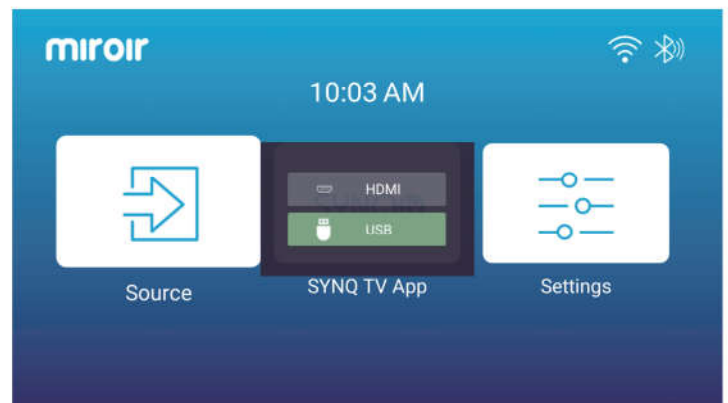 miroir
10:03 AM
HDMI
USB
Source
SYNQ TV App
Settings